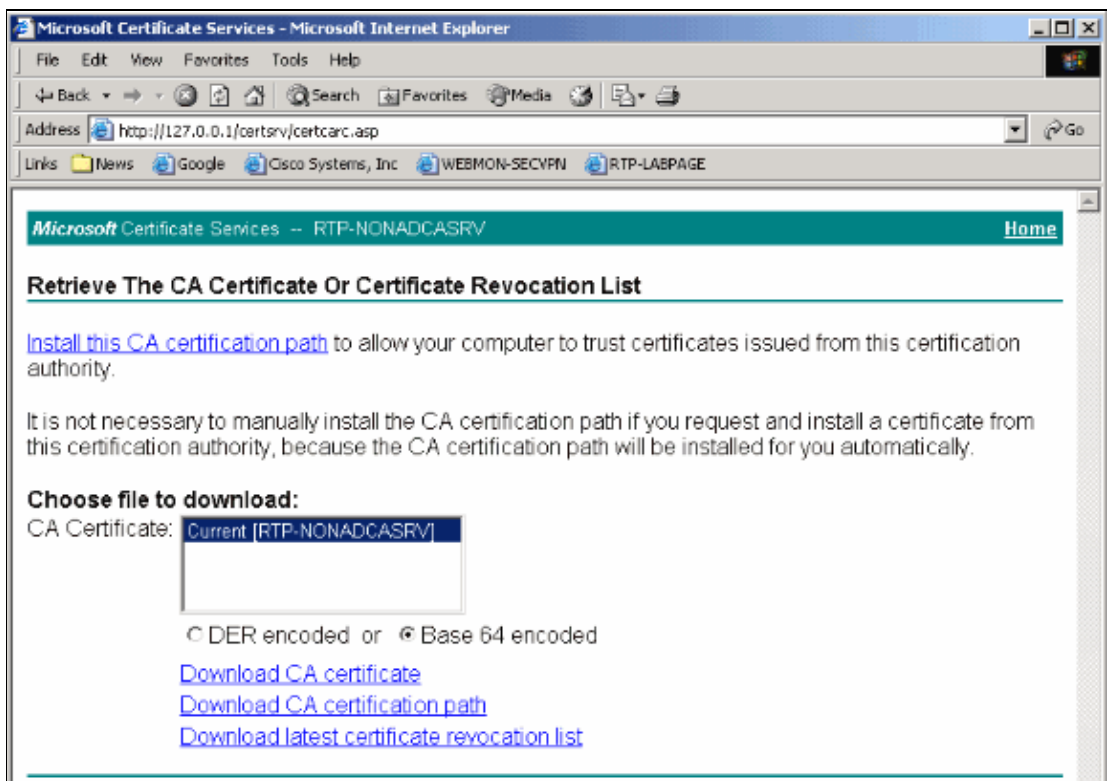 Microsoft Certificate Services - Microsoft Internet Explorer
File Edit View Favorites Tools Help
Back Search Favorites Media
Address http://127.0.0.1/certsrv/certcarc.asp Go
Links News Google Cisco Systems, Inc WEBMON-SECVPN RTP-LABPAGE
Microsoft Certificate Services -- RTP-NONADCASRV Home
Retrieve The CA Certificate Or Certificate Revocation List
Install this CA certification path to allow your computer to trust certificates issued from this certification
authority.
It is not necessary to manually install the CA certification path if you request and install a certificate from
this certification authority, because the CA certification path will be installed for you automatically.
Choose file to download:
CA Certificate: Current [RTP-NONADCASRV]
DER encoded or Base 64 encoded
Download CA certificate
Download CA certification path
Download latest certificate revocation list